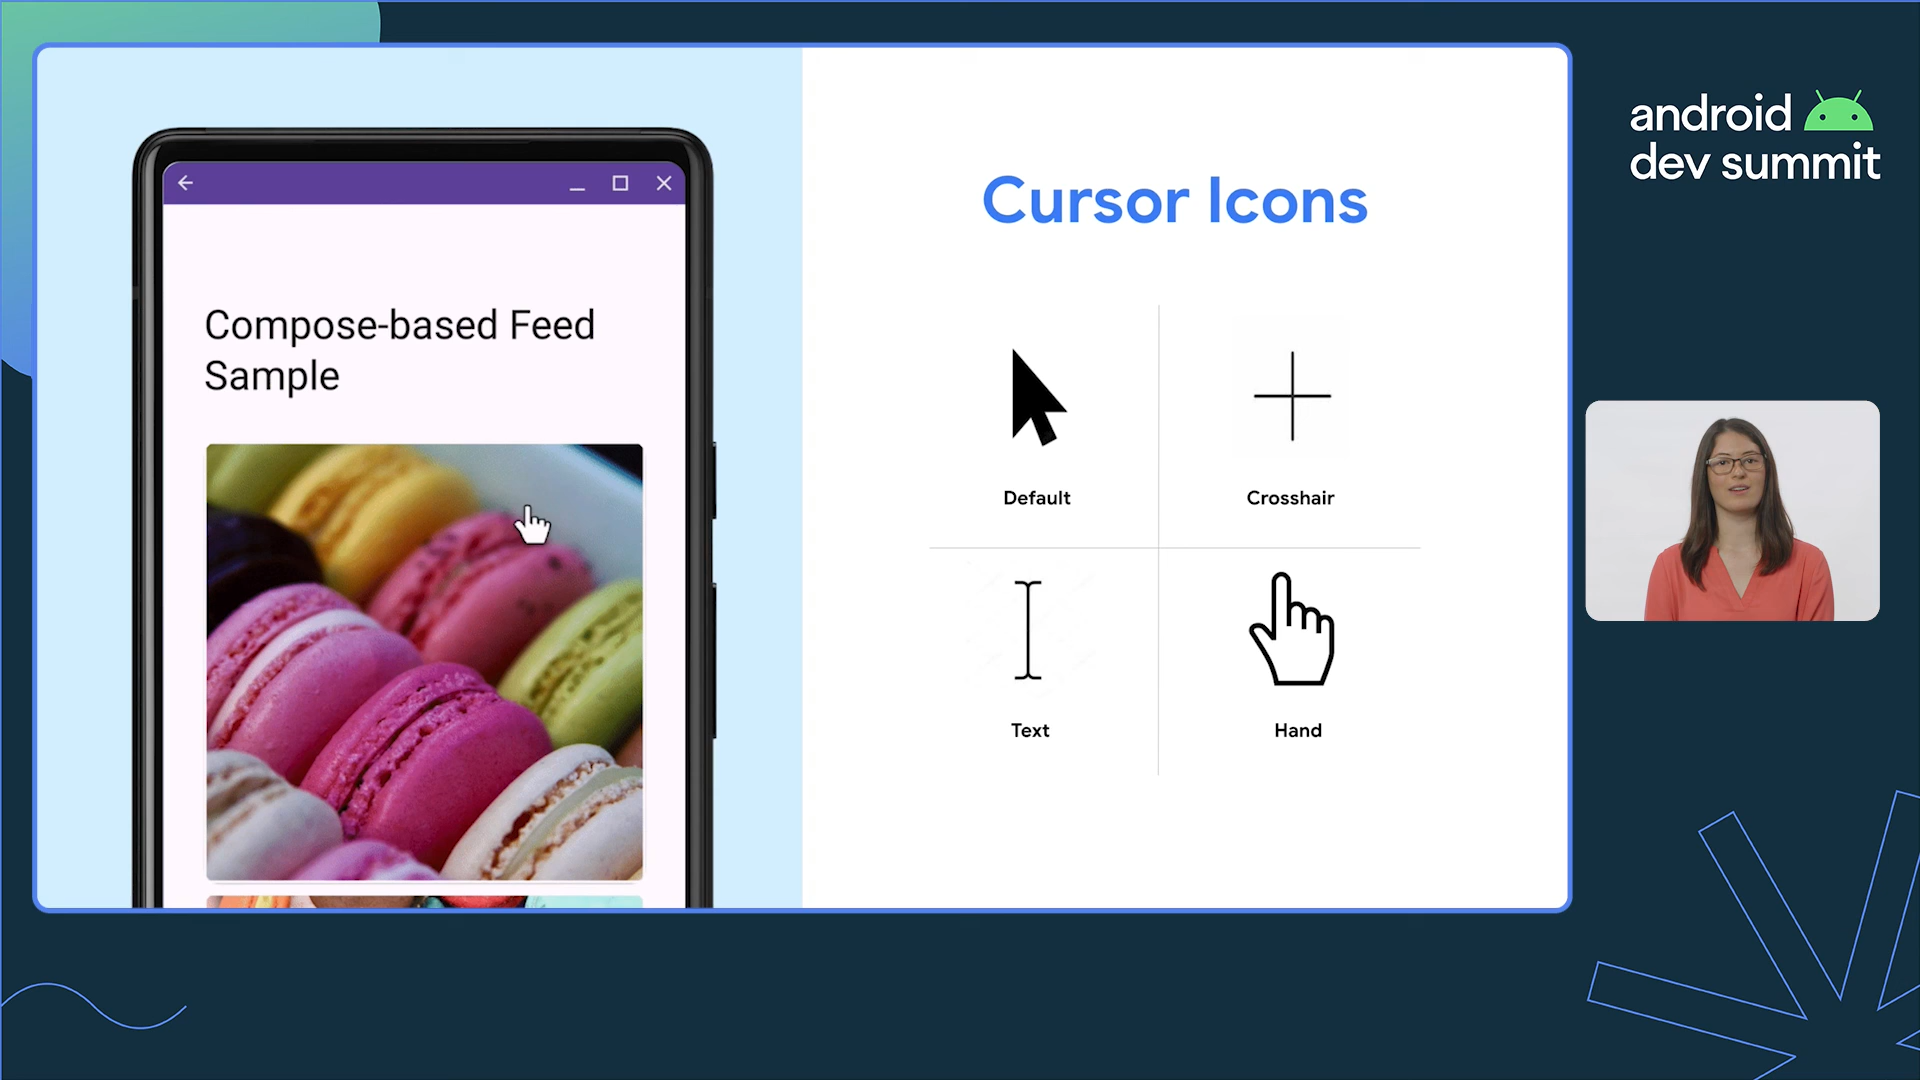 android
dev summit
Cursor Icons
Compose-based Feed
Sample
Default
Crosshair
Text
Hand